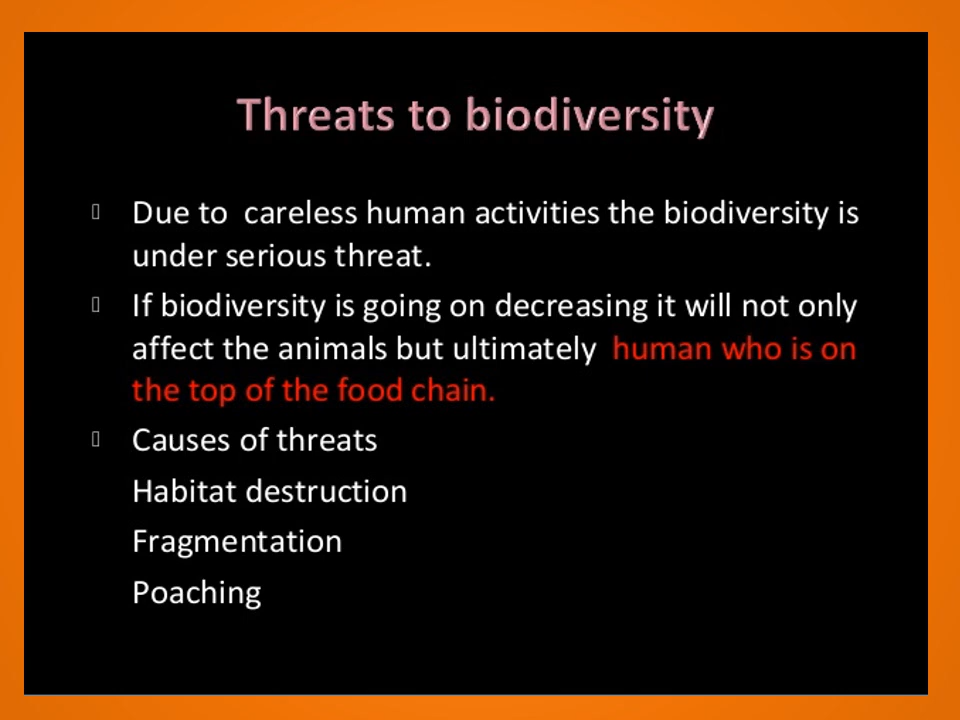 Threats to biodiversity
Due to careless human activities the biodiversity is
under serious threat.
If biodiversity is going on decreasing it will not only
affect the animals but ultimately human who is on
the top of the food chain.
Causes of threats
Habitat destruction
Fragmentation
Poaching